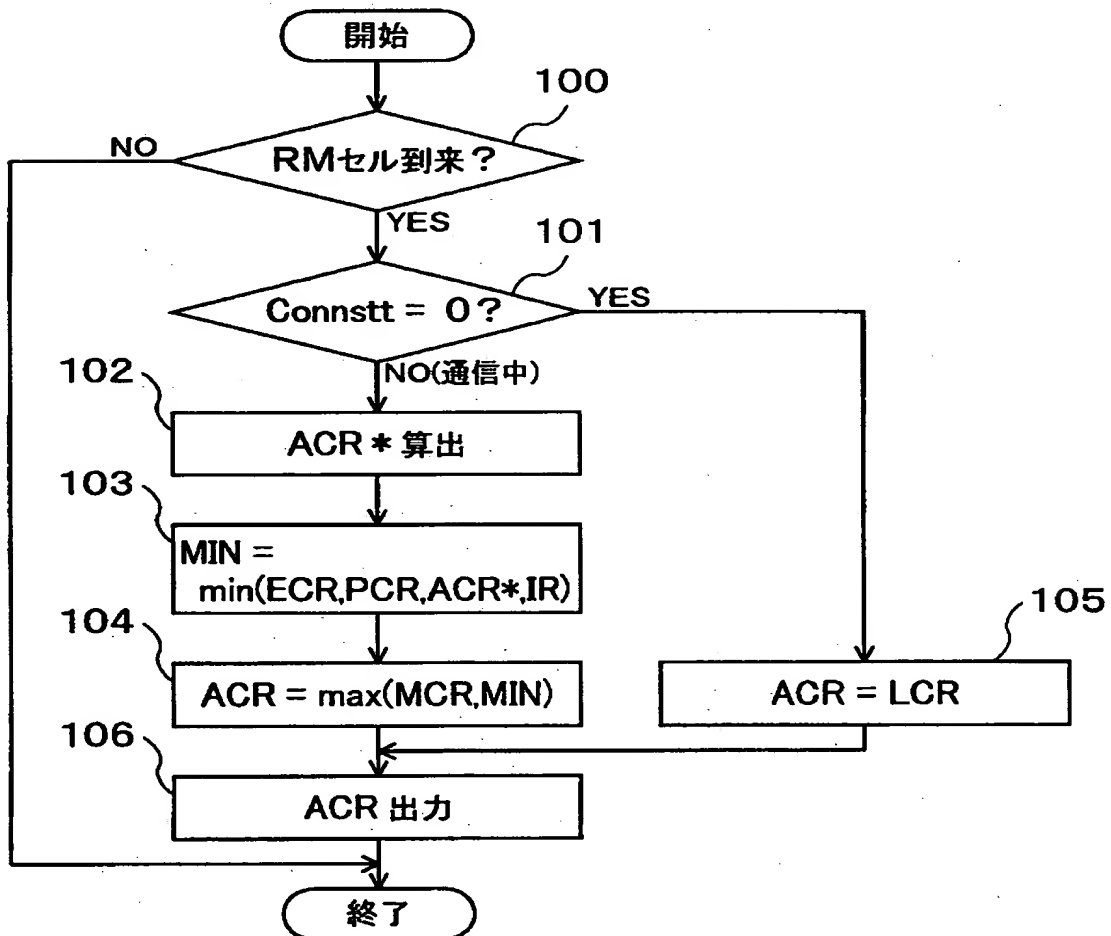 開始
100
NO
RMセル到来？
YES
101
Connstt = 0？
YES
NO(通信中)
102
ACR＊算出
103
MIN =
min(ECR,PCR,ACR*,IR)
104
ACR = max(MCR,MIN)
105
ACR = LCR
106
ACR 出力
終了